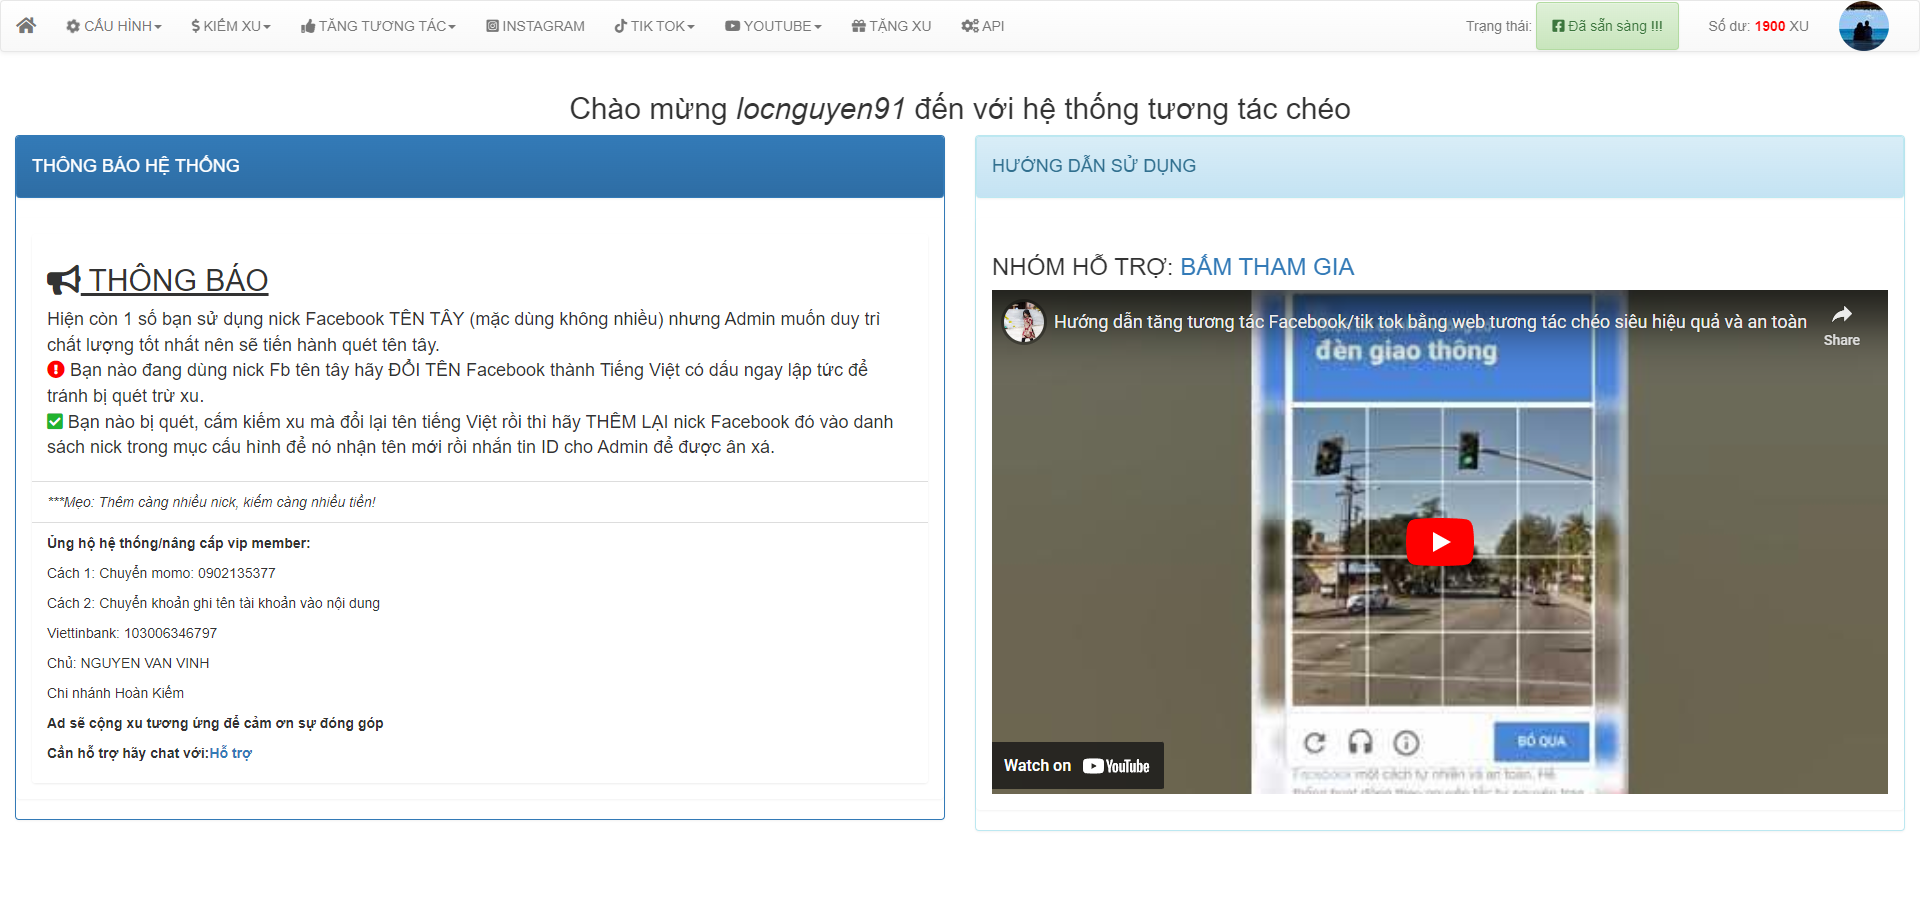 CẤU HÌNH
KIẾM XU
TĂNG TƯƠNG TÁC
INSTAGRAM
TIK TOK
YOUTUBE
TẶNG XU
API
Trạng thái:
Đã sẵn sàng !!!
Số dư: 1900 XU
Chào mừng locnguyen91 đến với hệ thống tương tác chéo
THÔNG BÁO HỆ THỐNG
THÔNG BÁO
Hiện còn 1 số bạn sử dụng nick Facebook TÊN TÂY (mặc dùng không nhiều) nhưng Admin muốn duy trì
chất lượng tốt nhất nên sẽ tiến hành quét tên tây.
Bạn nào đang dùng nick Fb tên tây hãy ĐỔI TÊN Facebook thành Tiếng Việt có dấu ngay lập tức để
tránh bị quét trừ xu.
Bạn nào bị quét, cấm kiếm xu mà đổi lại tên tiếng Việt rồi thì hãy THÊM LẠI nick Facebook đó vào danh
sách nick trong mục cấu hình để nó nhận tên mới rồi nhắn tin ID cho Admin để được ân xá.
***Mẹo: Thêm càng nhiều nick, kiếm càng nhiều tiền!
Ủng hộ hệ thống/nâng cấp vip member:
Cách 1: Chuyển momo: 0902135377
Cách 2: Chuyển khoản ghi tên tài khoản vào nội dung
Viettinbank: 103006346797
Chủ: NGUYEN VAN VINH
Chi nhánh Hoàn Kiếm
Ad sẽ cộng xu tương ứng để cảm ơn sự đóng góp
Cần hỗ trợ hãy chat với:Hỗ trợ
HƯỚNG DẪN SỬ DỤNG
NHÓM HỖ TRỢ: BẤM THAM GIA
Hướng dẫn tăng tương tác Facebook/tik tok bằng web tương tác chéo siêu hiệu quả và an toàn
Share
đèn giao thông
BỎ QUA
Facebook một cách tự nhiên và an toàn. Hệ
Watch on YouTube